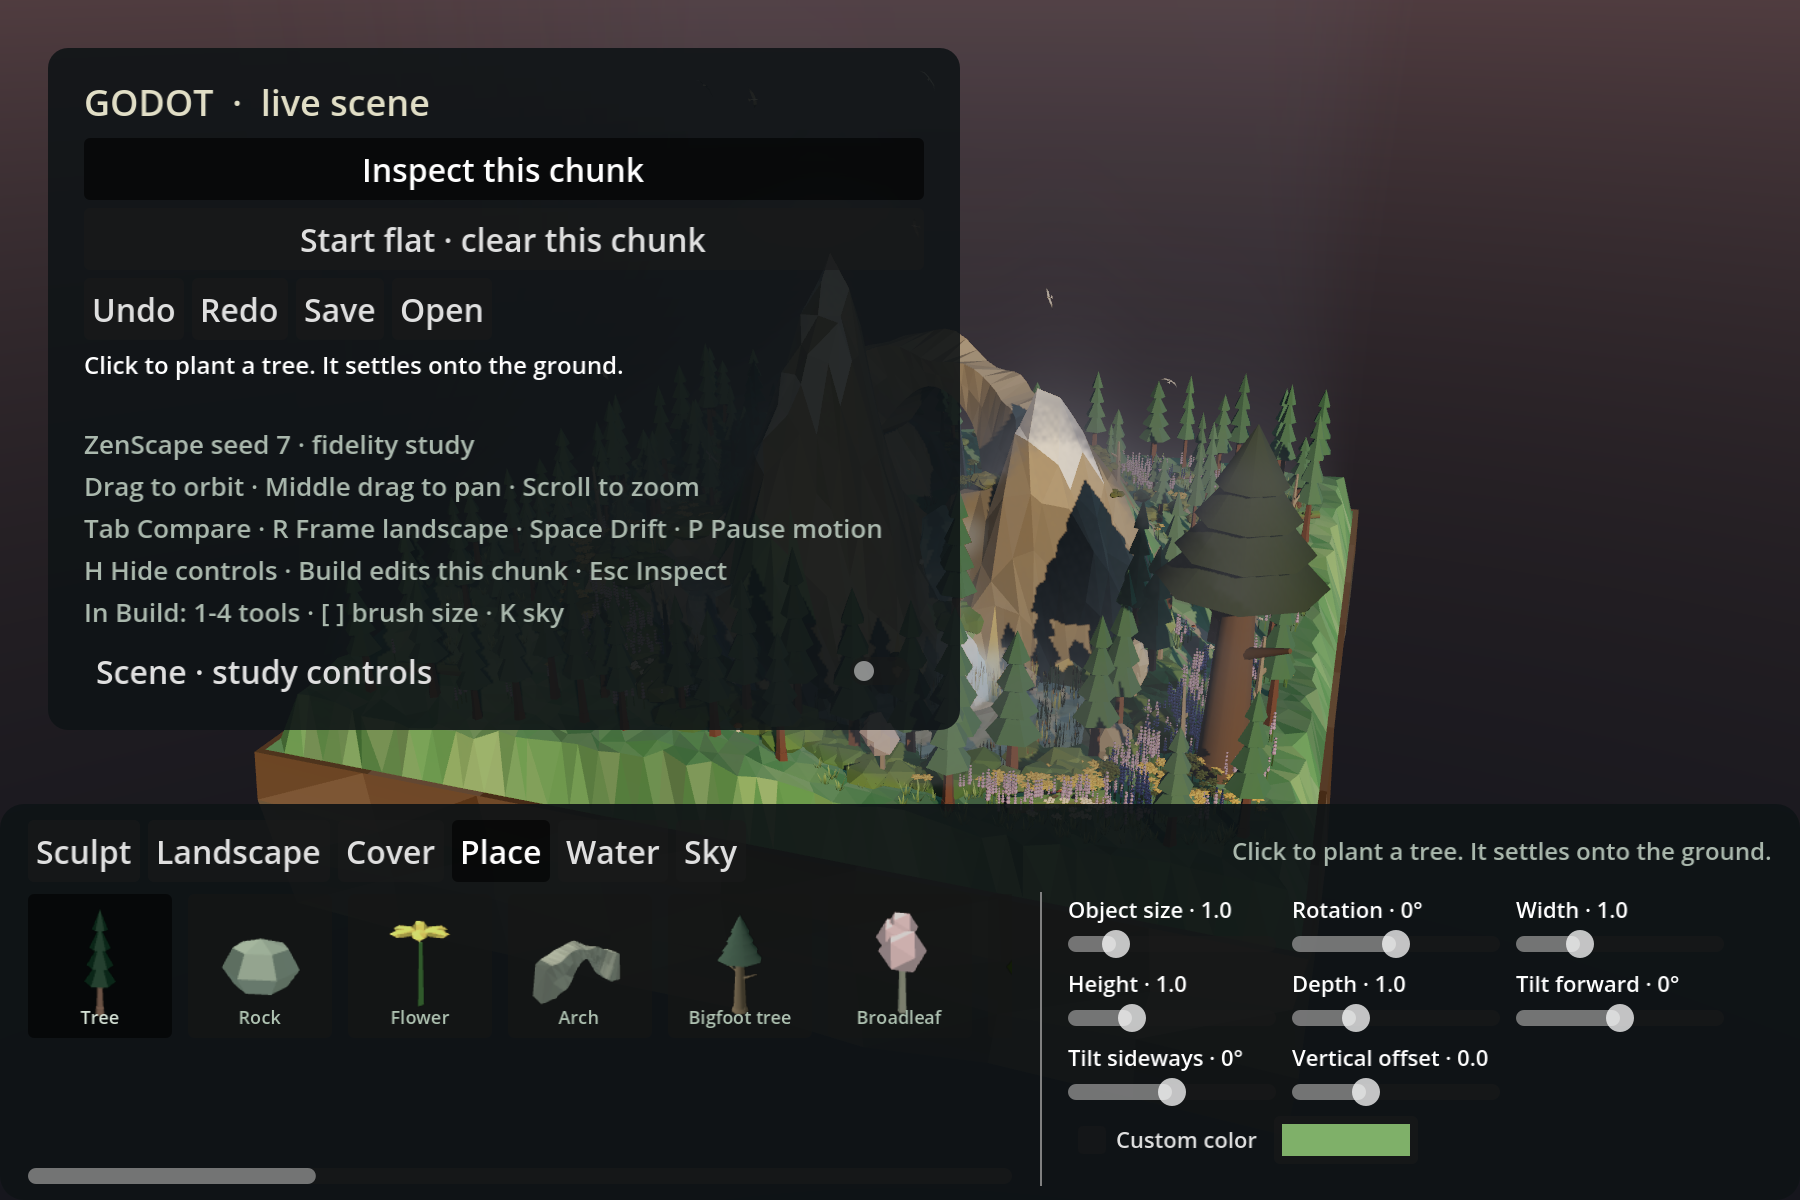 GODOT · live scene
Inspect this chunk
Start flat · clear this chunk
Undo Redo Save Open
Click to plant a tree. It settles onto the ground.
ZenScape seed 7 · fidelity study
Drag to orbit · Middle drag to pan · Scroll to zoom
Tab Compare · R Frame landscape · Space Drift · P Pause motion
H Hide controls · Build edits this chunk · Esc Inspect
In Build: 1-4 tools · [ ] brush size · K sky
Scene · study controls
Sculpt Landscape Cover Place Water Sky
Click to plant a tree. It settles onto the ground.
Tree Rock Flower Arch Bigfoot tree Broadleaf
Object size · 1.0 Rotation · 0° Width · 1.0
Height · 1.0 Depth · 1.0 Tilt forward · 0°
Tilt sideways · 0° Vertical offset · 0.0
Custom color